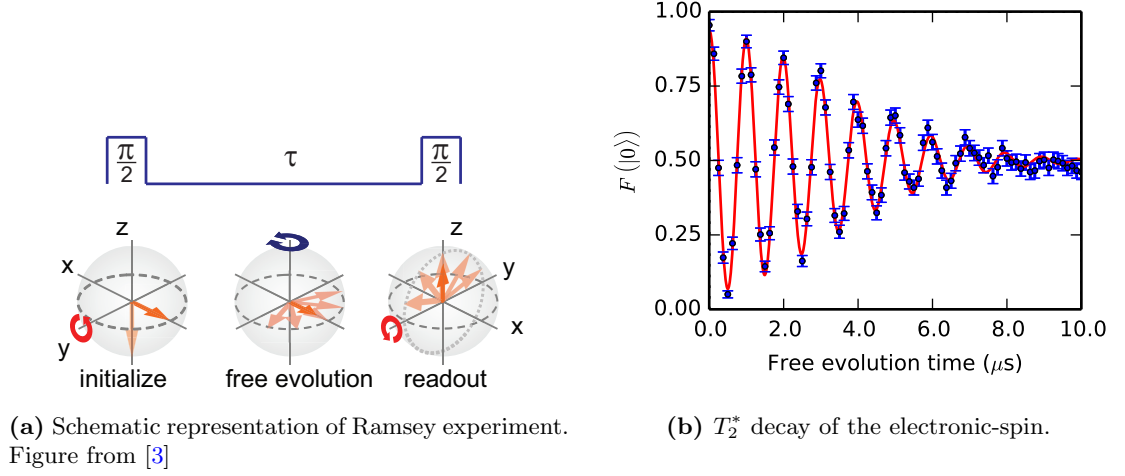 π/2 τ π/2
z z
x y
y x
initialize free evolution readout
(a) Schematic representation of Ramsey experiment.
Figure from [3]
1.00
0.75
0.50
0.25
0.00
F(|0⟩)
0.0 2.0 4.0 6.0 8.0 10.0
Free evolution time (μs)
(b) T₂* decay of the electronic-spin.